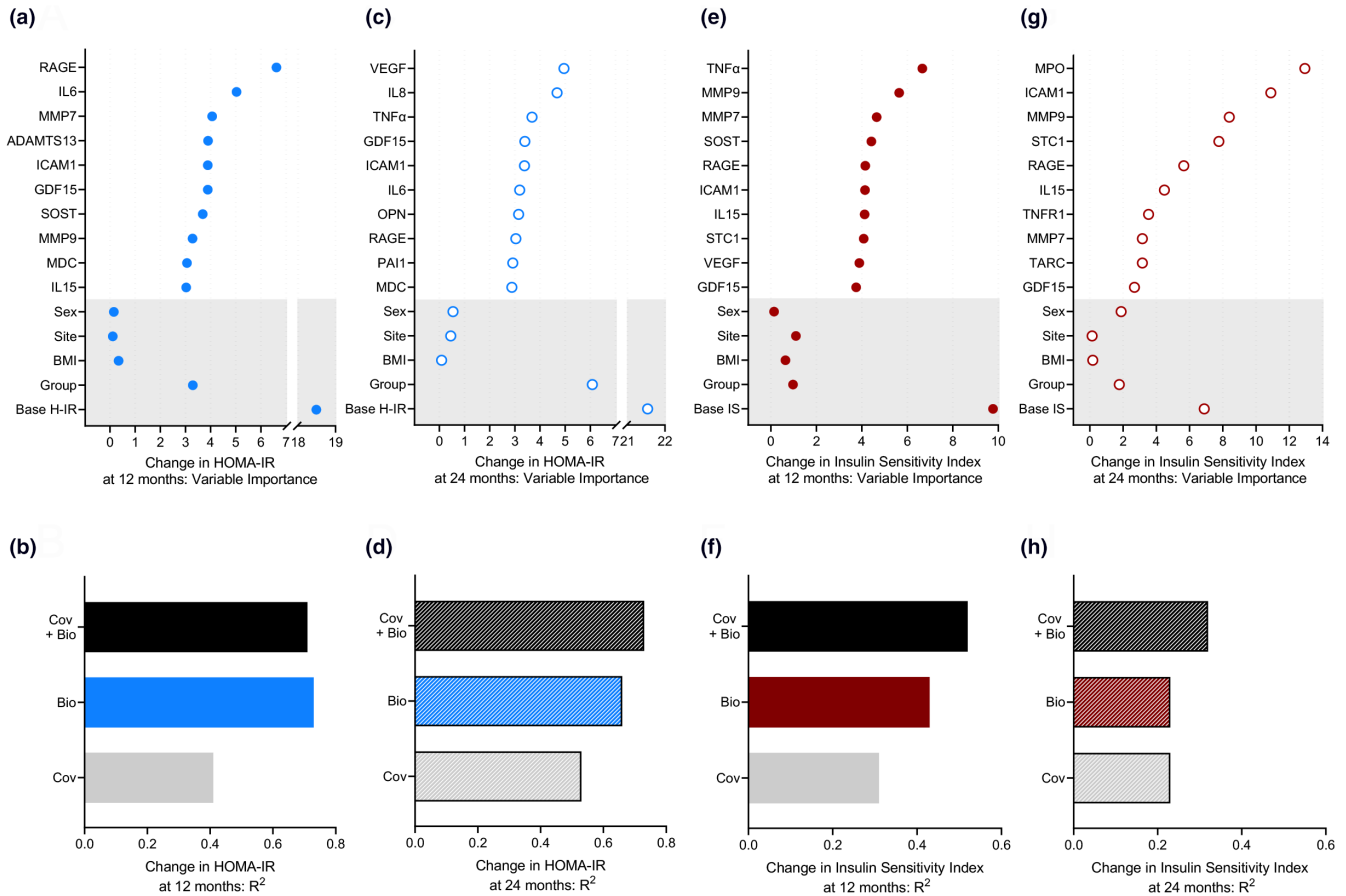 (a)
RAGE
IL6
MMP7
ADAMTS13
ICAM1
GDF15
SOST
MMP9
MDC
IL15
Sex
Site
BMI
Group
Base H-IR
0 1 2 3 4 5 6 7 18 19
Change in HOMA-IR
at 12 months: Variable Importance
(c)
VEGF
IL8
TNFα
GDF15
ICAM1
IL6
OPN
RAGE
PAI1
MDC
Sex
Site
BMI
Group
Base H-IR
0 1 2 3 4 5 6 7 21 22
Change in HOMA-IR
at 24 months: Variable Importance
(e)
TNFα
MMP9
MMP7
SOST
RAGE
ICAM1
IL15
STC1
VEGF
GDF15
Sex
Site
BMI
Group
Base IS
0 2 4 6 8 10
Change in Insulin Sensitivity Index
at 12 months: Variable Importance
(g)
MPO
ICAM1
MMP9
STC1
RAGE
IL15
TNFR1
MMP7
TARC
GDF15
Sex
Site
BMI
Group
Base IS
0 2 4 6 8 10 12 14
Change in Insulin Sensitivity Index
at 24 months: Variable Importance
(b)
Cov
+ Bio
Bio
Cov
0.0 0.2 0.4 0.6 0.8
Change in HOMA-IR
at 12 months: R²
(d)
Cov
+ Bio
Bio
Cov
0.0 0.2 0.4 0.6 0.8
Change in HOMA-IR
at 24 months: R²
(f)
Cov
+ Bio
Bio
Cov
0.0 0.2 0.4 0.6
Change in Insulin Sensitivity Index
at 12 months: R²
(h)
Cov
+ Bio
Bio
Cov
0.0 0.2 0.4 0.6
Change in Insulin Sensitivity Index
at 24 months: R²